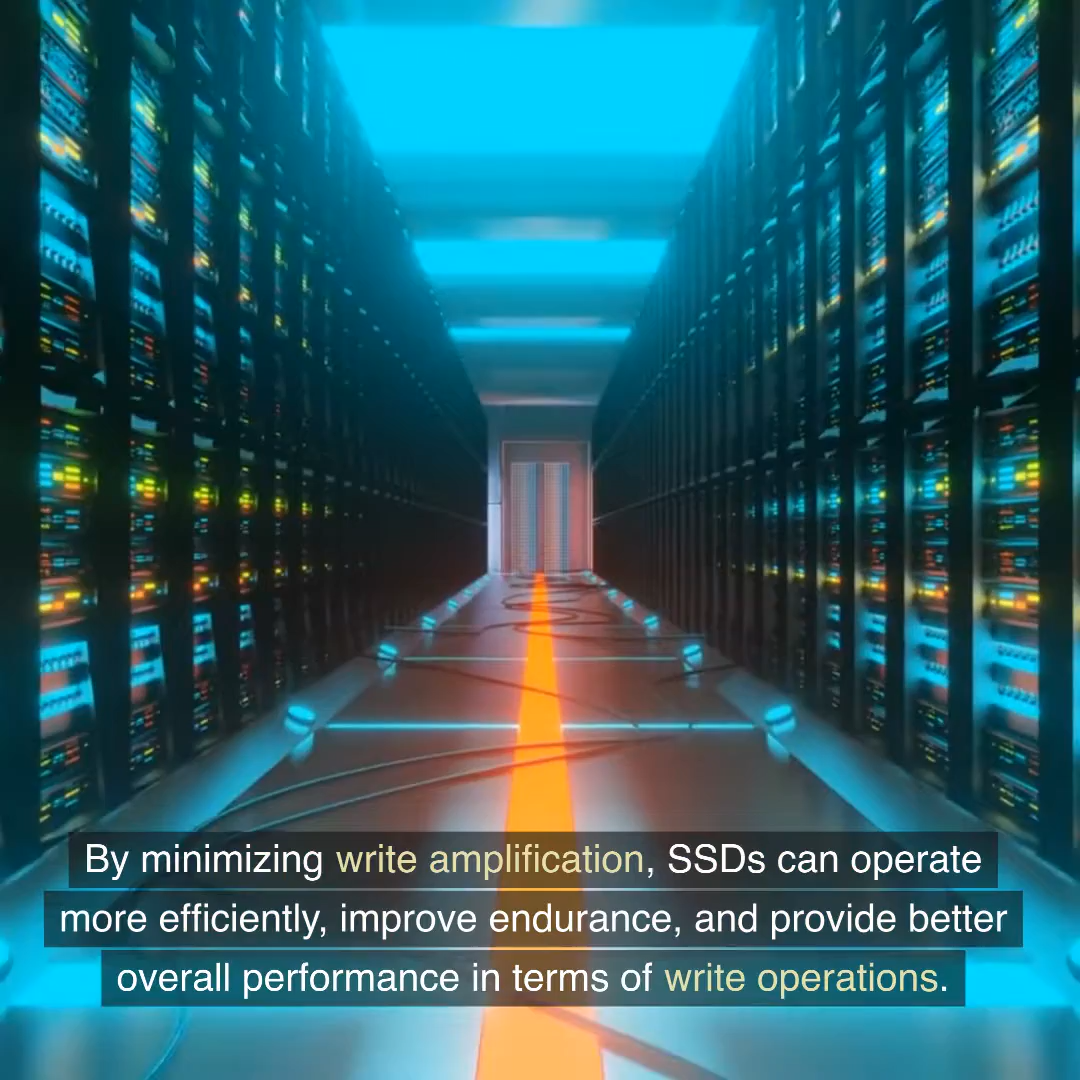 By minimizing write amplification, SSDs can operate
more efficiently, improve endurance, and provide better
overall performance in terms of write operations.